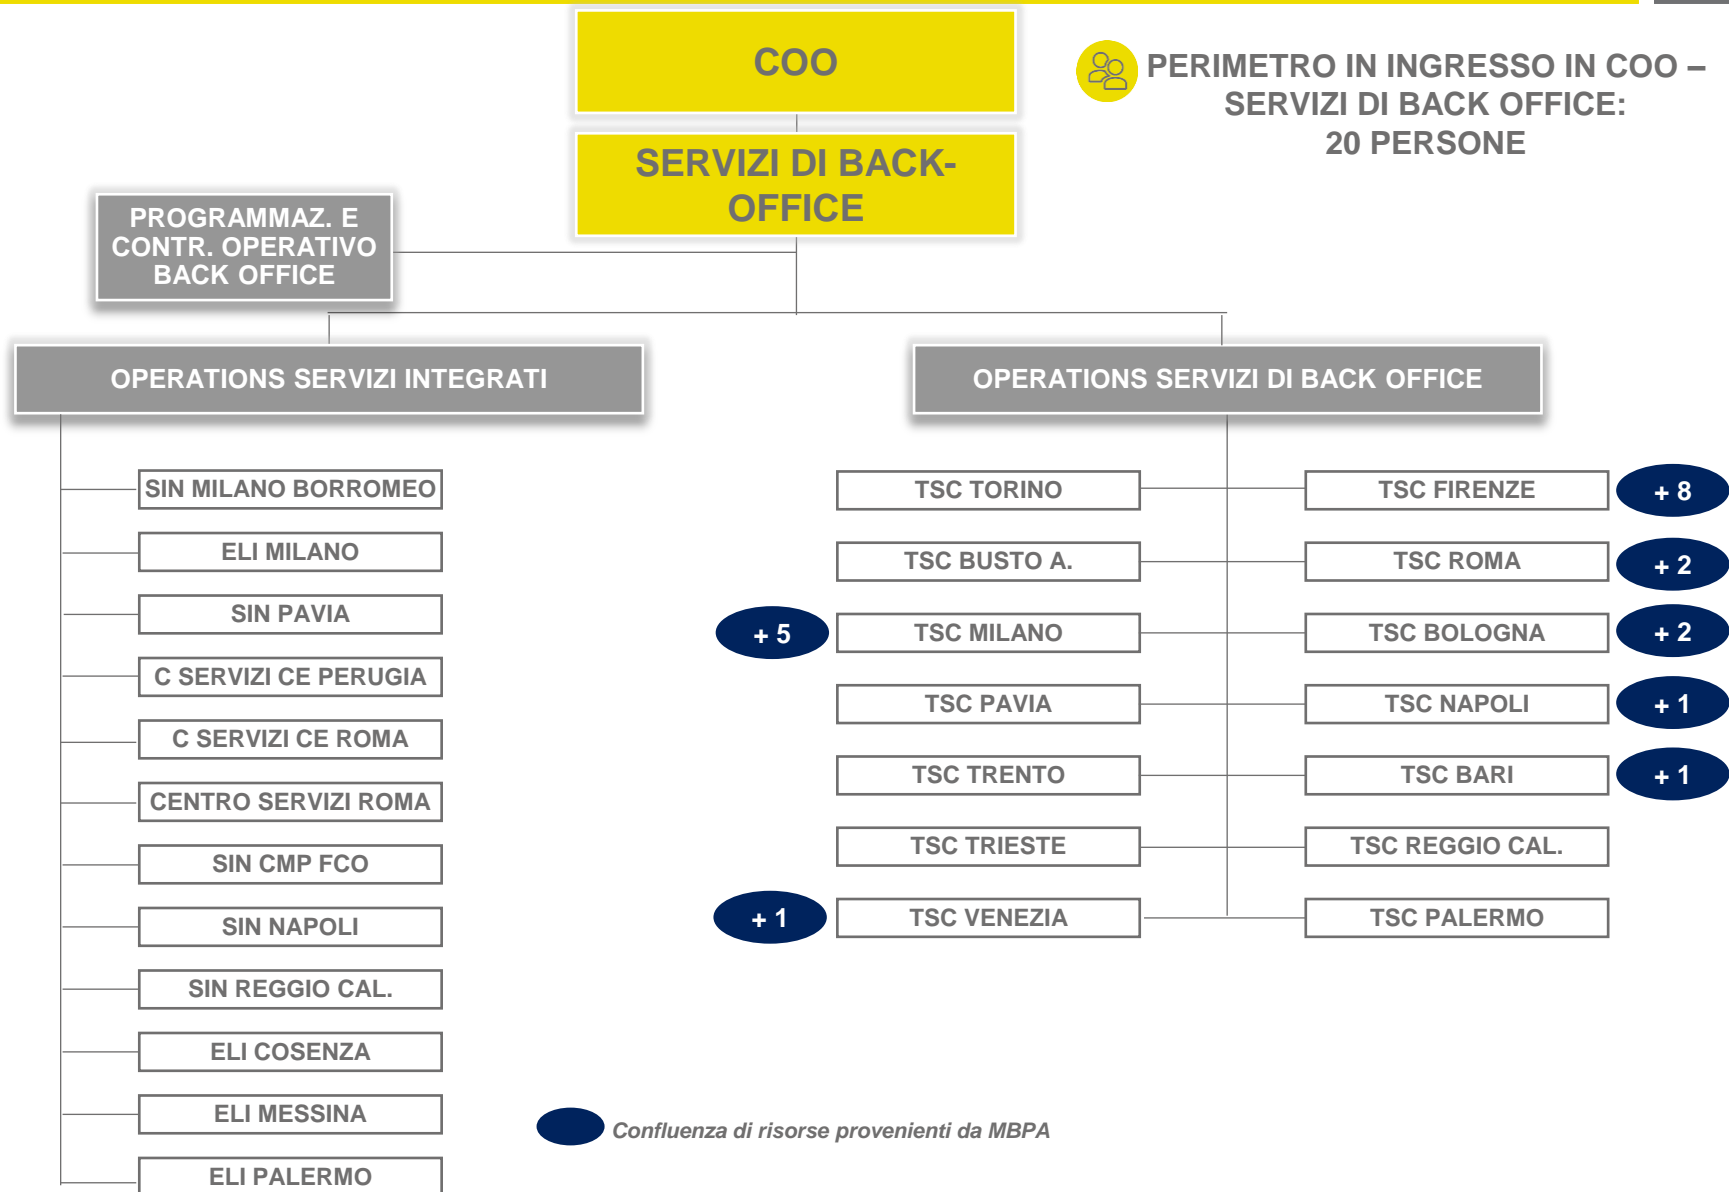 COO
PERIMETRO IN INGRESSO IN COO –
SERVIZI DI BACK OFFICE:
20 PERSONE
SERVIZI DI BACK-
OFFICE
PROGRAMMAZ. E
CONTR. OPERATIVO
BACK OFFICE
OPERATIONS SERVIZI INTEGRATI
SIN MILANO BORROMEO
ELI MILANO
SIN PAVIA
C SERVIZI CE PERUGIA
C SERVIZI CE ROMA
CENTRO SERVIZI ROMA
SIN CMP FCO
SIN NAPOLI
SIN REGGIO CAL.
ELI COSENZA
ELI MESSINA
ELI PALERMO
OPERATIONS SERVIZI DI BACK OFFICE
TSC TORINO
TSC BUSTO A.
+ 5
TSC MILANO
TSC PAVIA
TSC TRENTO
TSC TRIESTE
+ 1
TSC VENEZIA
TSC FIRENZE
+ 8
TSC ROMA
+ 2
TSC BOLOGNA
+ 2
TSC NAPOLI
+ 1
TSC BARI
+ 1
TSC REGGIO CAL.
TSC PALERMO
Confluenza di risorse provenienti da MBPA